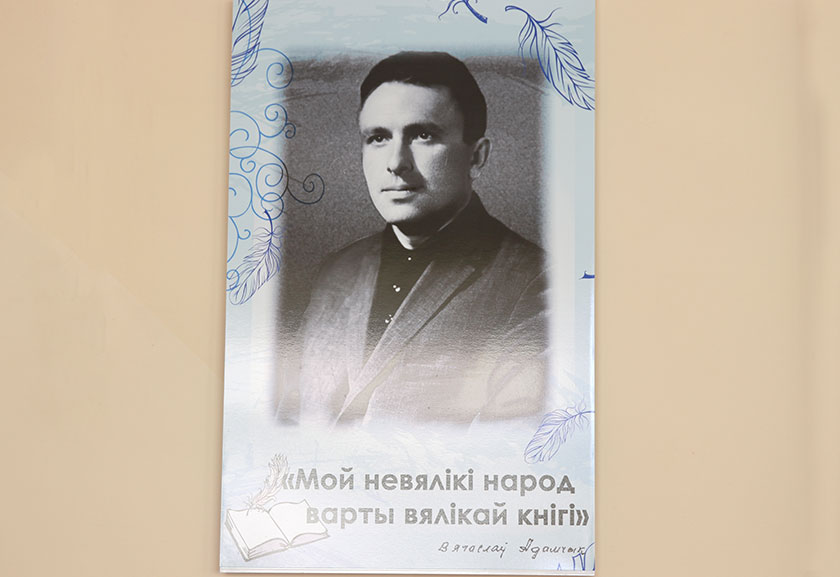 «Мой невялікі народ
варты вялікай кнігі»
Вячаслаў Адамчык